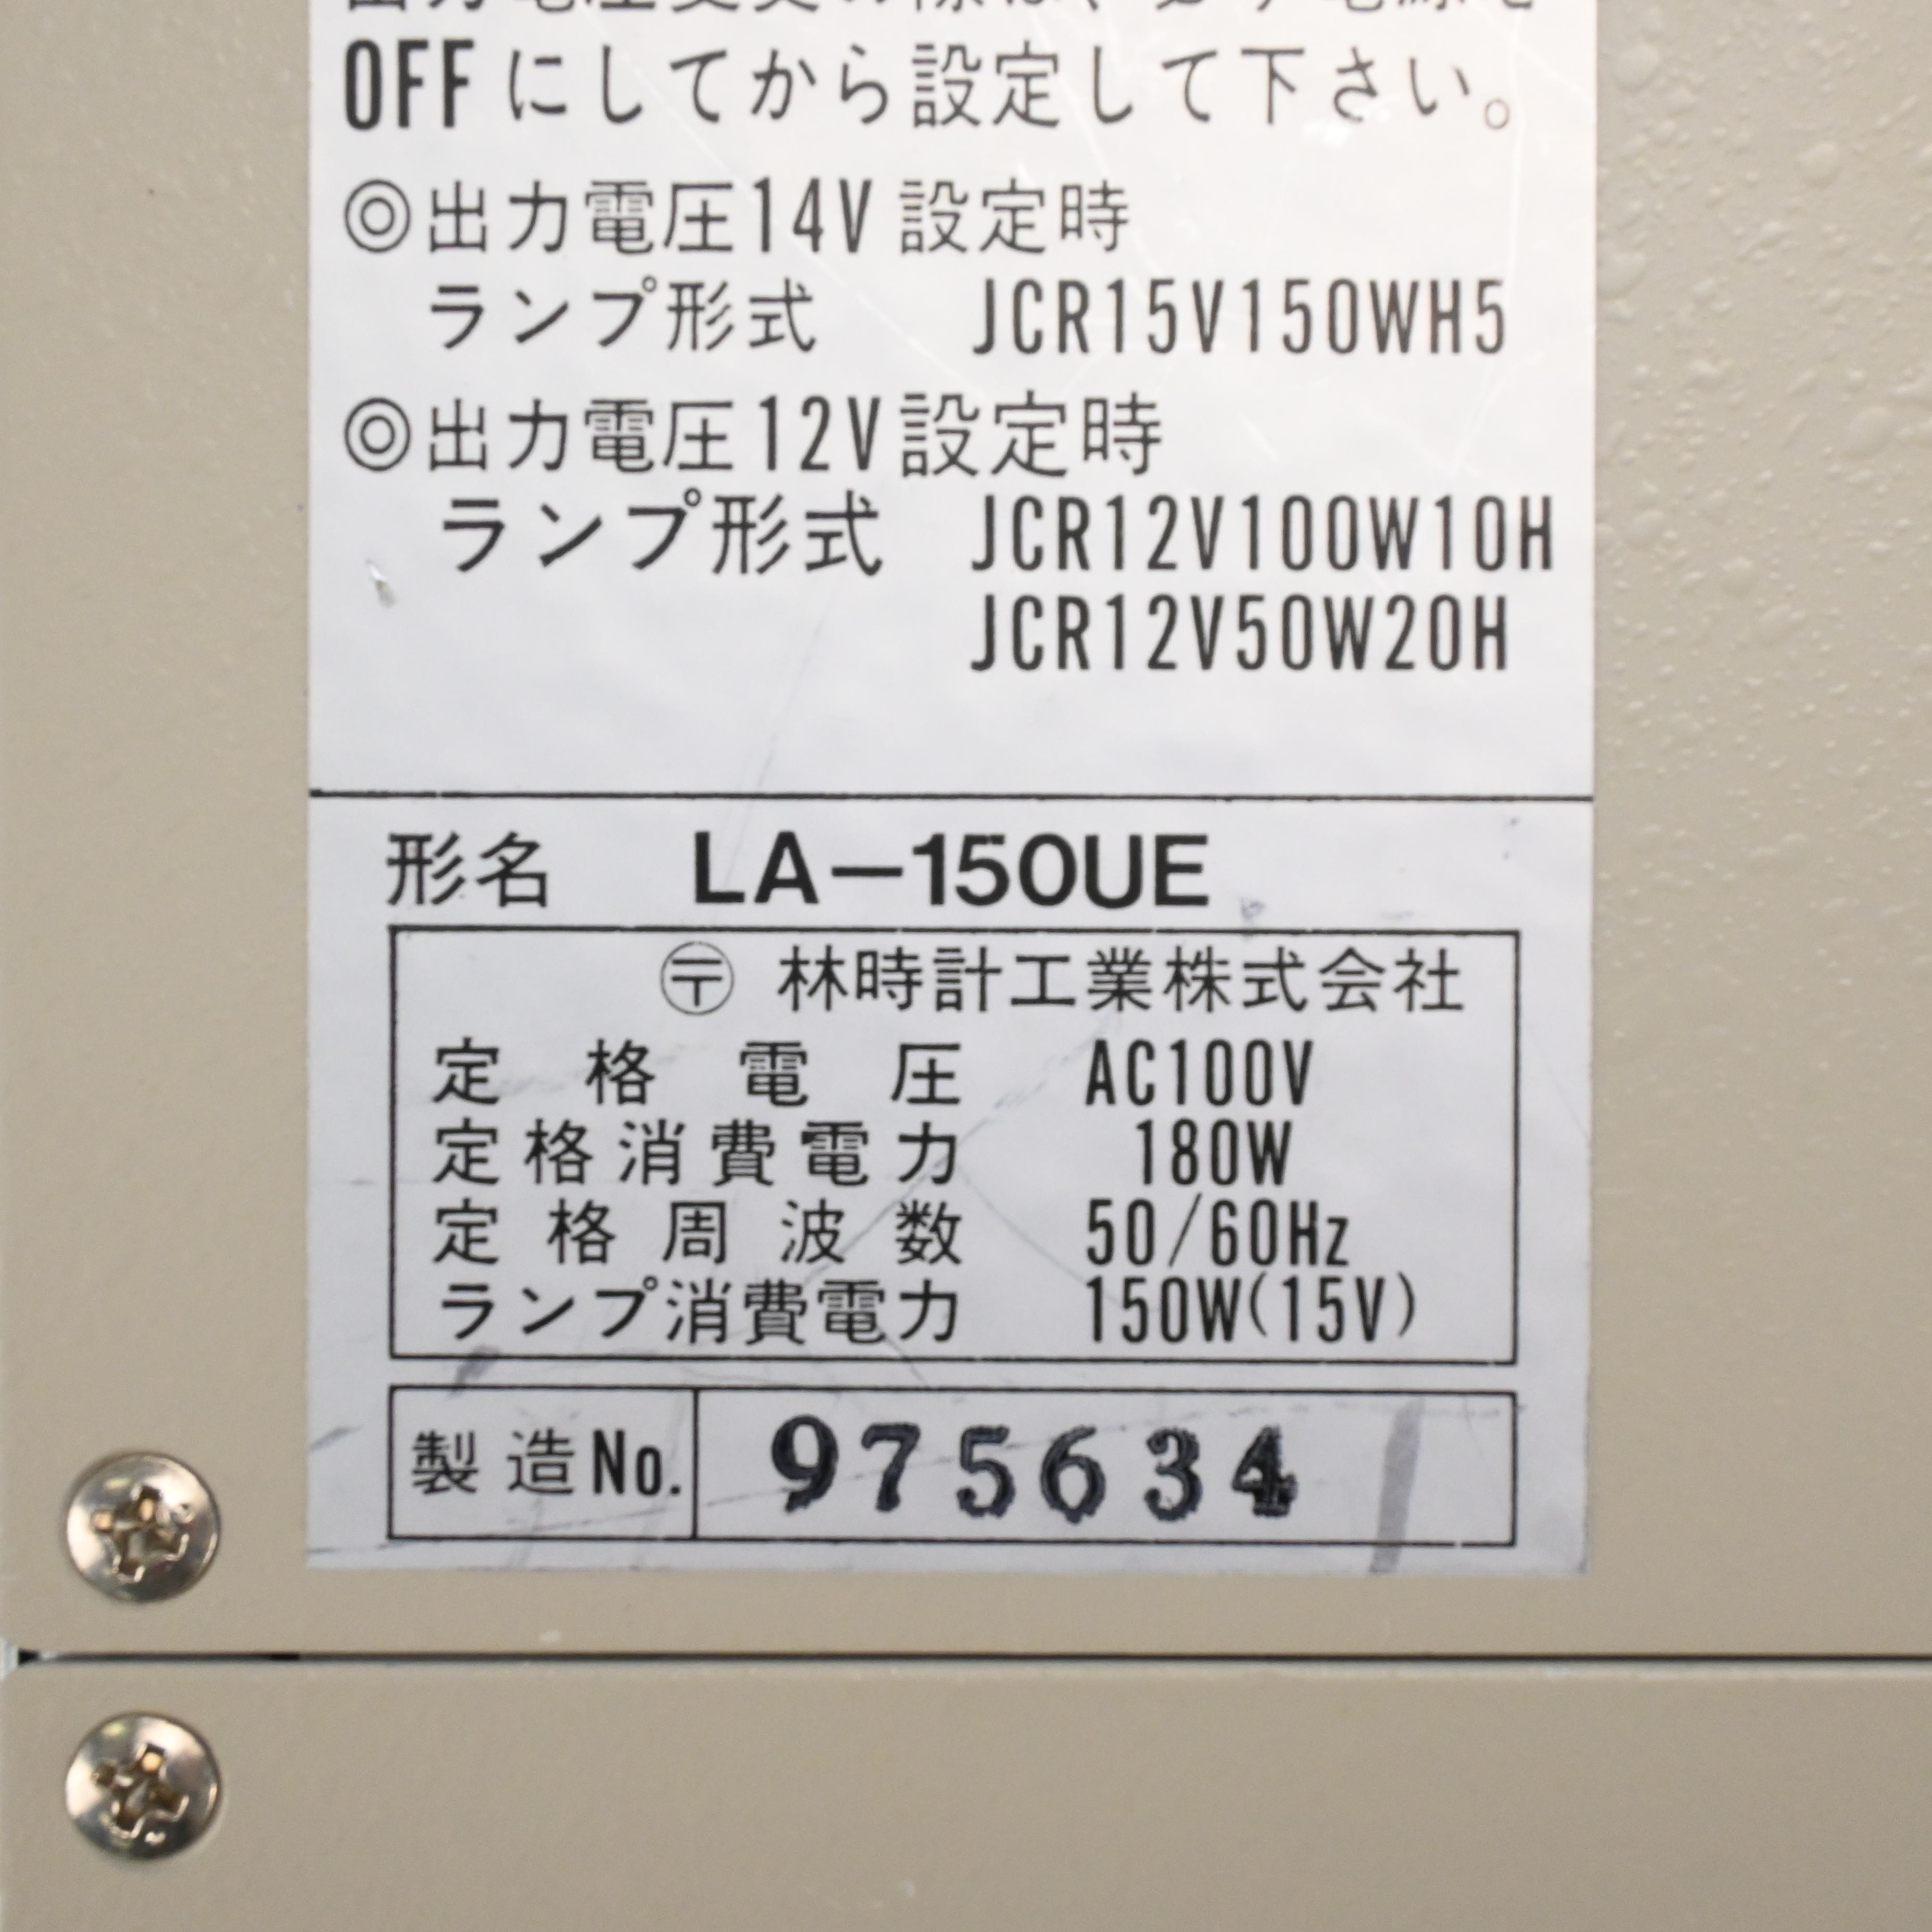 OFFにしてから設定して下さい。
◎出力電圧14V設定時
ランプ形式 JCR15V150WH5
◎出力電圧12V設定時
ランプ形式 JCR12V100W10H
JCR12V50W20H
形名 LA-150UE
〶 林時計工業株式会社
定格電圧 AC100V
定格消費電力 180W
定格周波数 50/60Hz
ランプ消費電力 150W(15V)
製造No. 975634